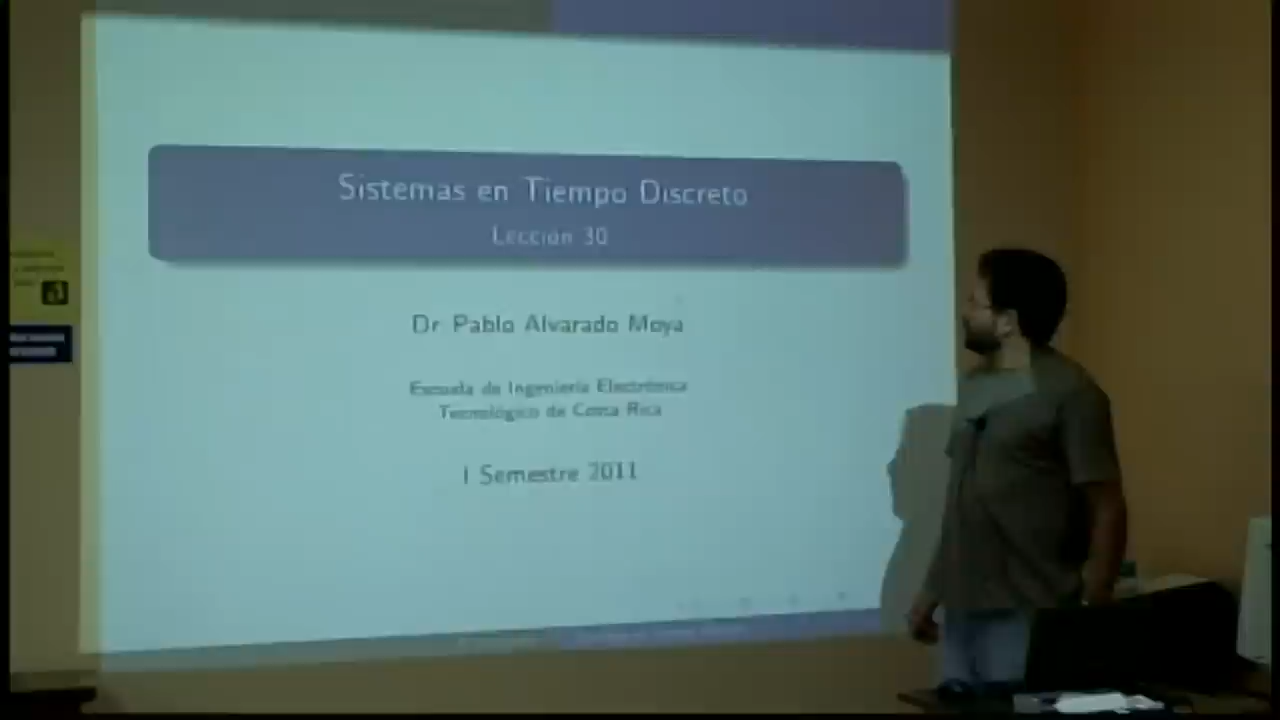 Sistemas en Tiempo Discreto
Lección 30
Dr. Pablo Alvarado Moya
Escuela de Ingeniería Electrónica
Tecnológico de Costa Rica
I Semestre 2011